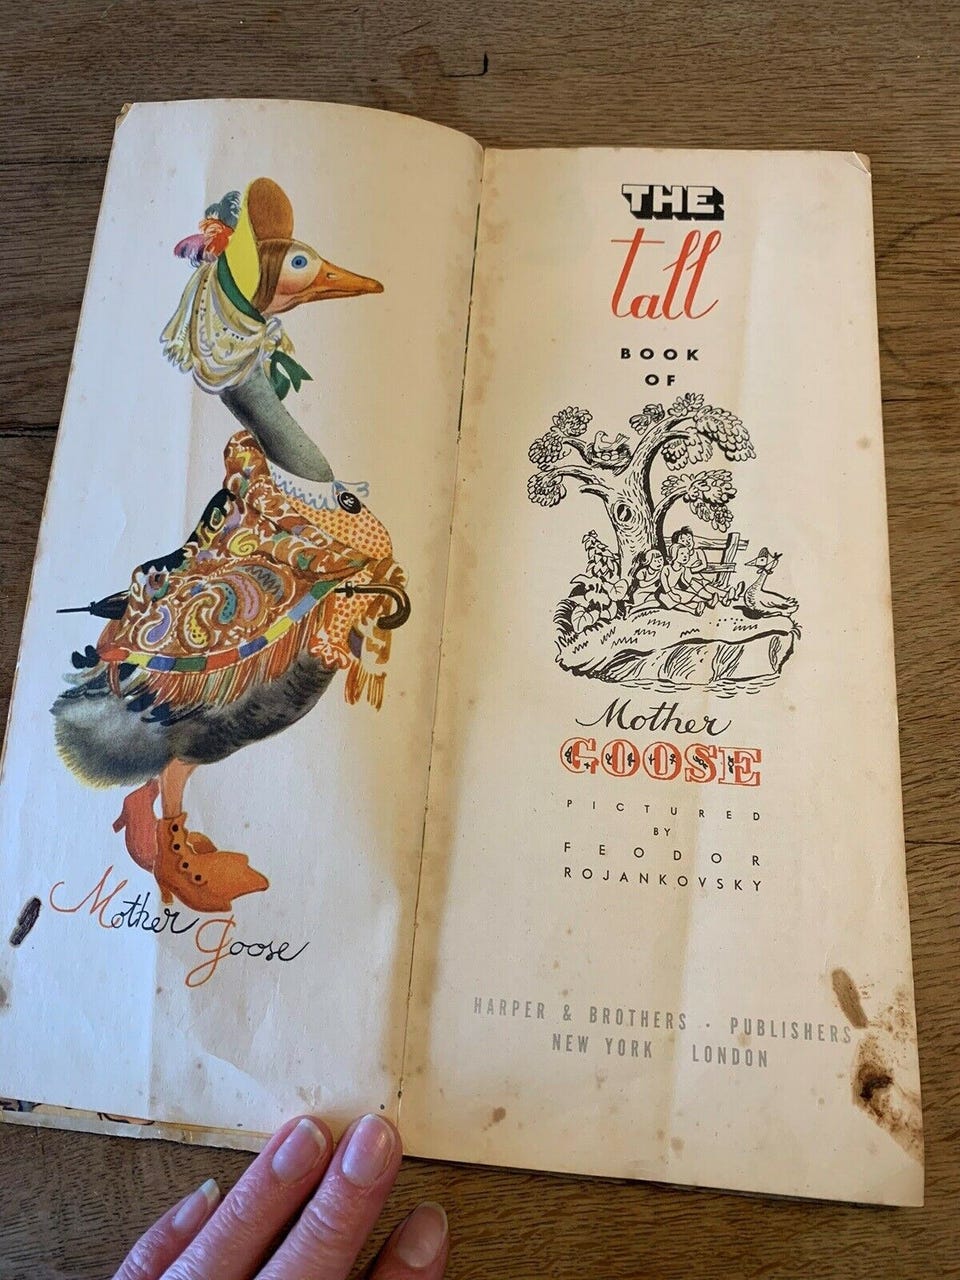 Mother Goose
THE
tall
BOOK
OF
Mother
GOOSE
PICTURED
BY
FEODOR
ROJANKOVSKY
HARPER & BROTHERS · PUBLISHERS
NEW YORK LONDON